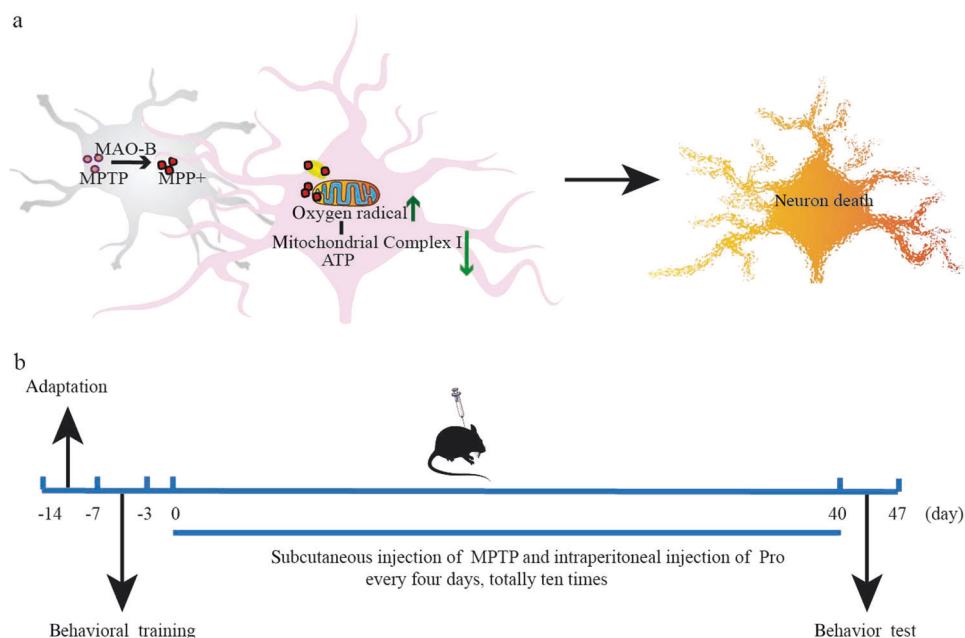 a
MAO-B
MPTP
MPP+
Oxygen radical
Mitochondrial Complex I
ATP
Neuron death
b
Adaptation
-14
-7
-3
0
40
47
(day)
Subcutaneous injection of MPTP and intraperitoneal injection of Pro
every four days, totally ten times
Behavioral training
Behavior test